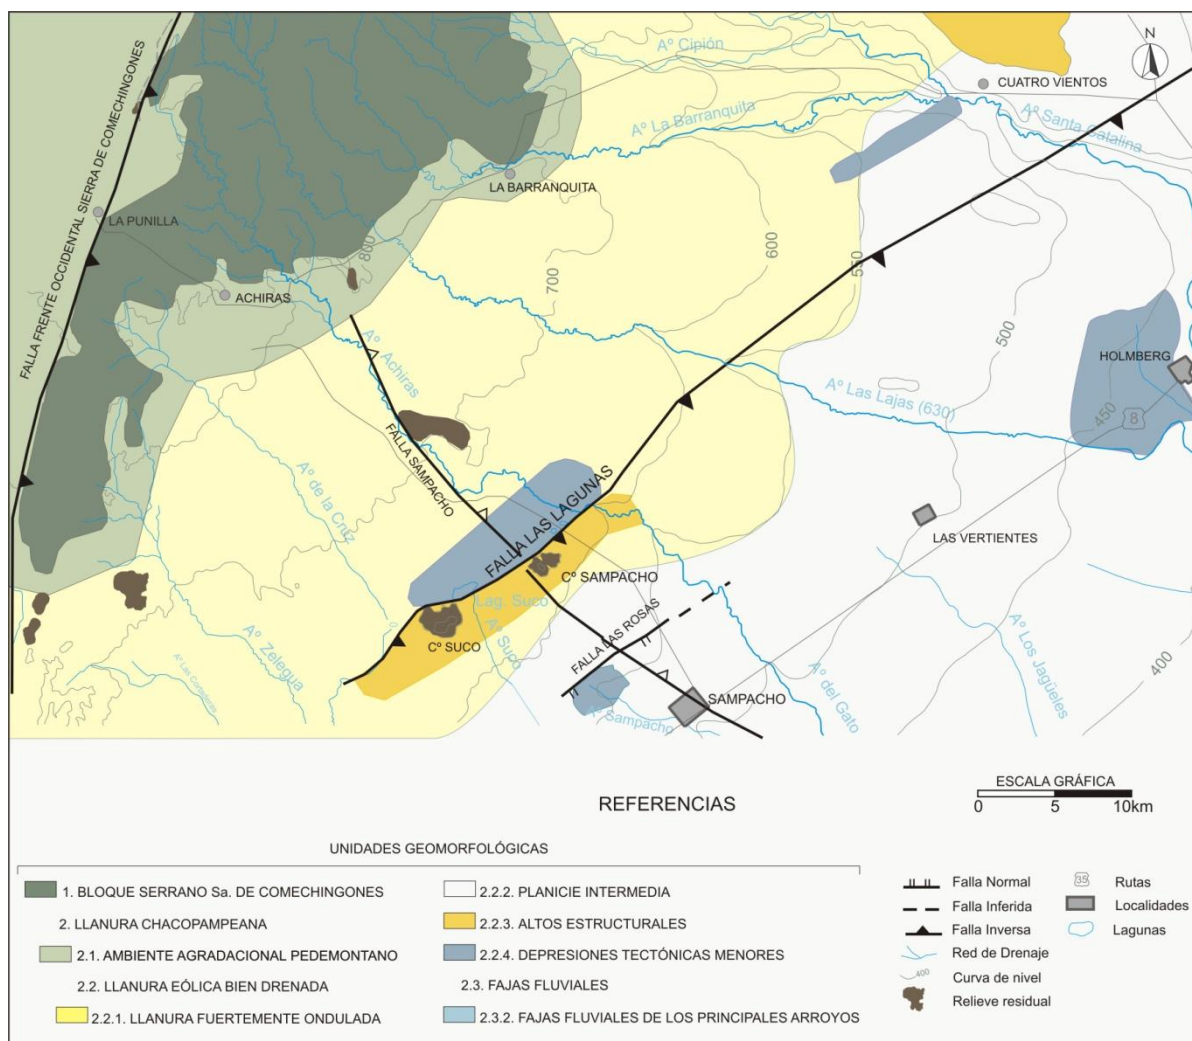 Aº Cipión
N
CUATRO VIENTOS
Aº La Barranquita
Aº Santa Catalina
FALLA FRENTE OCCIDENTAL SIERRA DE COMECHINGONES
LA BARRANQUITA
LA PUNILLA
800
600
550
700
ACHIRAS
500
HOLMBERG
Aº Achiras
Aº Las Lajas (630)
450
8
FALLA SAMPACHO
FALLA LAS LAGUNAS
Aº de la Cruz
LAS VERTIENTES
Cº SAMPACHO
Lag. Suco
Cº SUCO
Aº Suco
FALLA LAS ROSAS
Aº Zelegua
Aº Los Jagüeles
400
SAMPACHO
Aº Sampacho
Aº del Gato
REFERENCIAS
ESCALA GRÁFICA
0 5 10km
UNIDADES GEOMORFOLÓGICAS
1. BLOQUE SERRANO Sa. DE COMECHINGONES
2. LLANURA CHACOPAMPEANA
2.1. AMBIENTE AGRADACIONAL PEDEMONTANO
2.2. LLANURA EÓLICA BIEN DRENADA
2.2.1. LLANURA FUERTEMENTE ONDULADA
2.2.2. PLANICIE INTERMEDIA
2.2.3. ALTOS ESTRUCTURALES
2.2.4. DEPRESIONES TECTÓNICAS MENORES
2.3. FAJAS FLUVIALES
2.3.2. FAJAS FLUVIALES DE LOS PRINCIPALES ARROYOS
Falla Normal
Falla Inferida
Falla Inversa
Red de Drenaje
400
Curva de nivel
Relieve residual
35
Rutas
Localidades
Lagunas